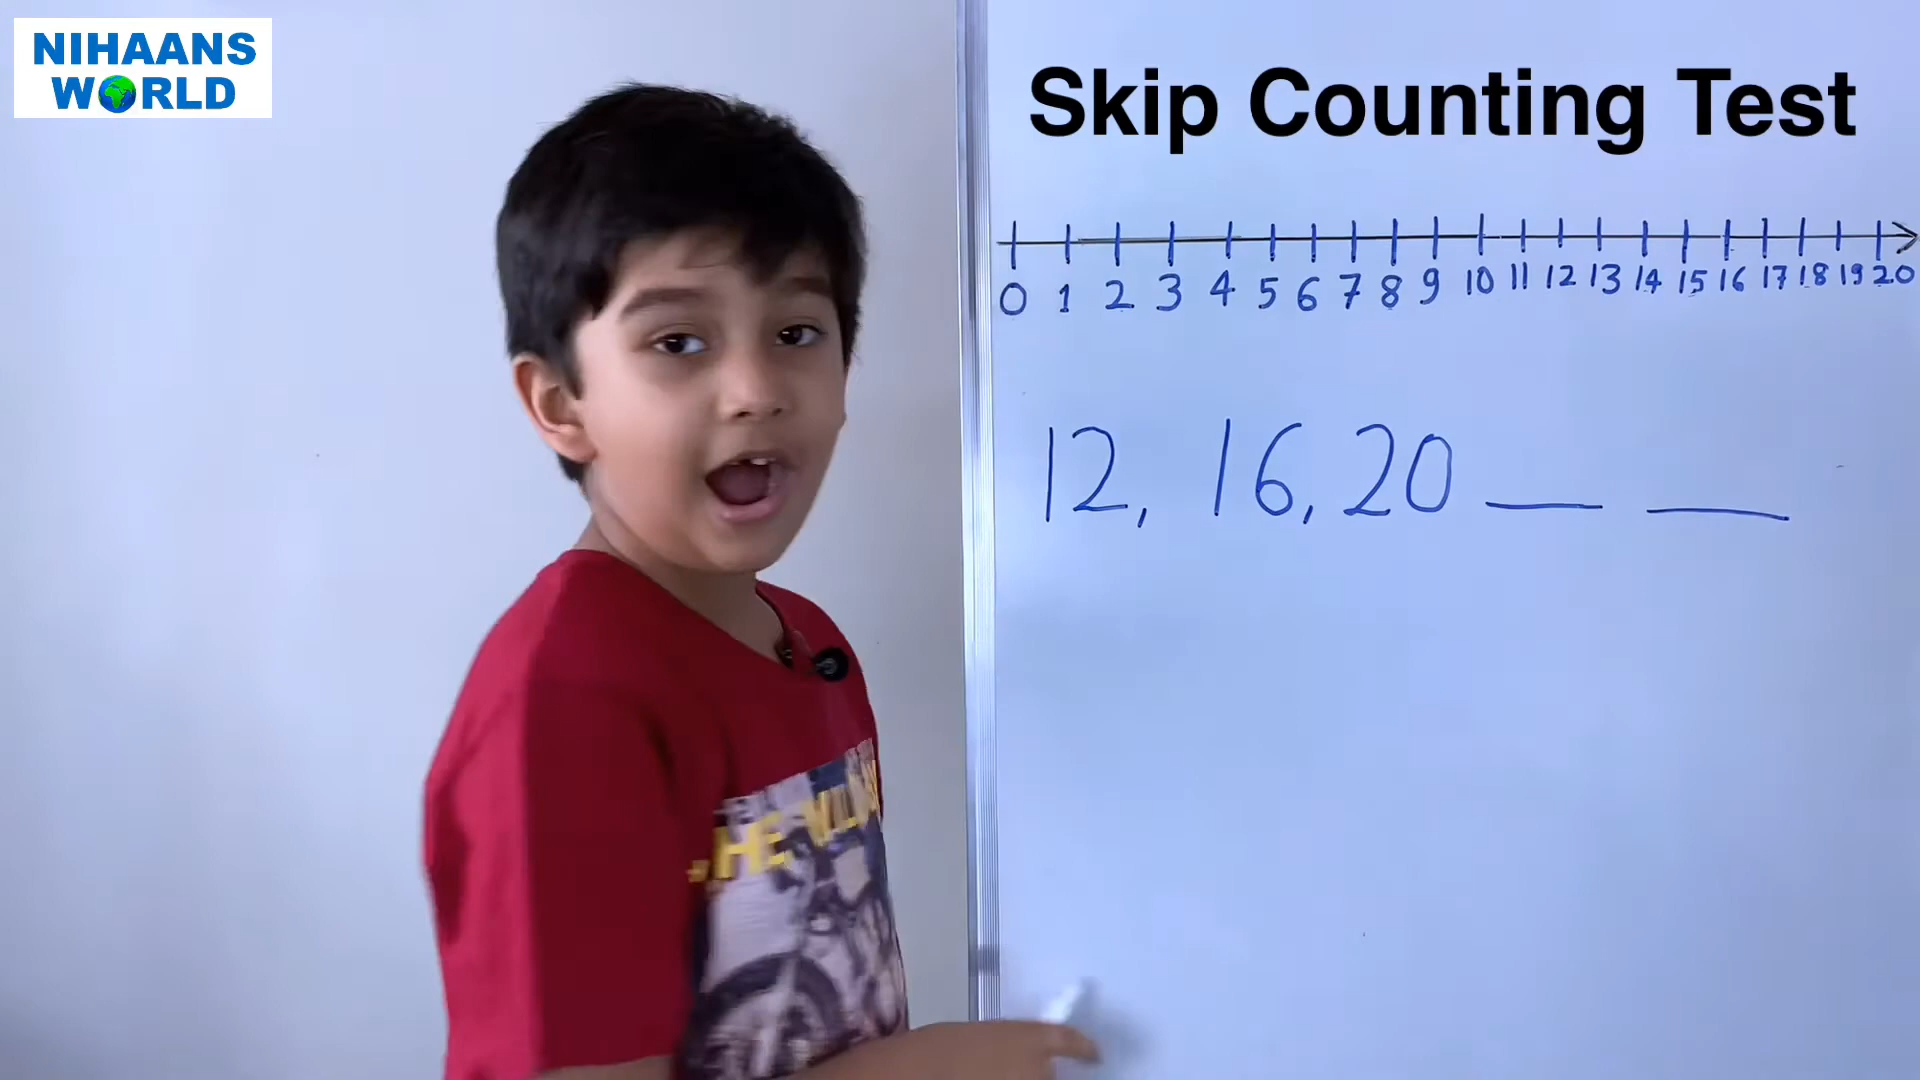 NIHAANS
WORLD
Skip Counting Test
0 1 2 3 4 5 6 7 8 9 10 11 12 13 14 15 16 17 18 19 20
12, 16, 20 __ __